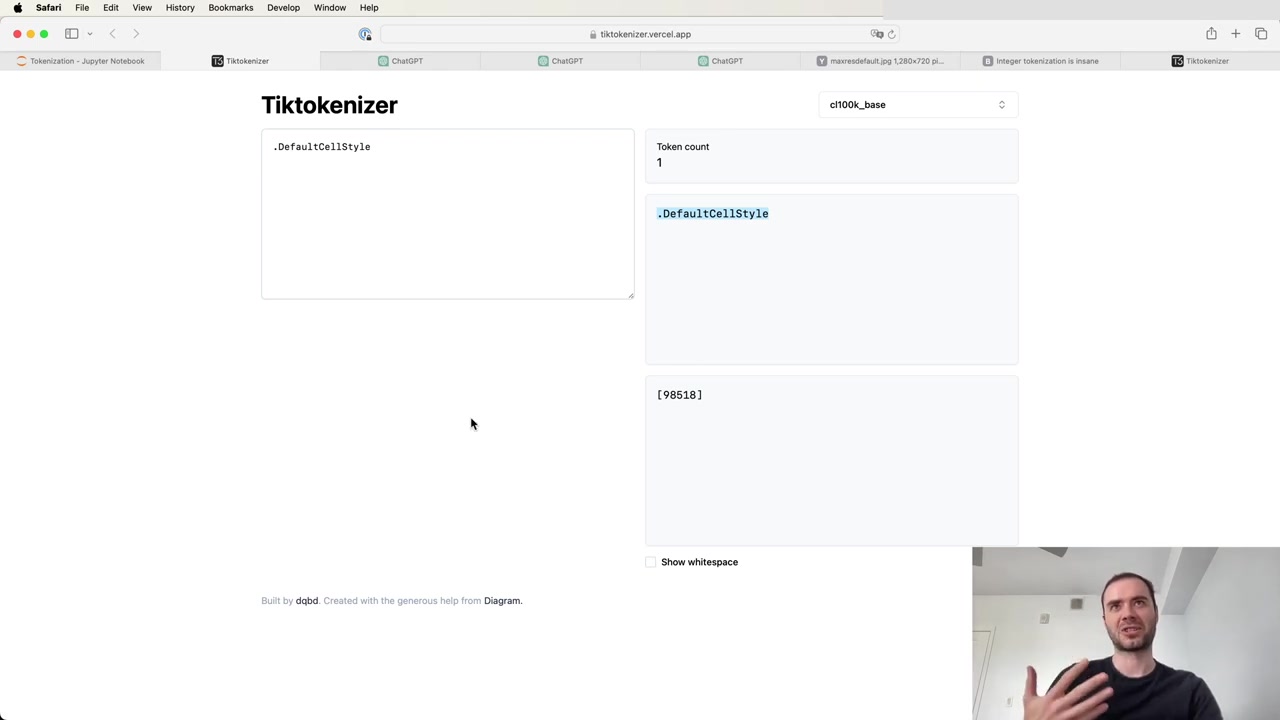 Safari File Edit View History Bookmarks Develop Window Help
tiktokenizer.vercel.app
Tokenization - Jupyter Notebook
Tiktokenizer
ChatGPT
ChatGPT
ChatGPT
maxresdefault.jpg 1,280×720 pi...
Integer tokenization is insane
Tiktokenizer
Tiktokenizer
cl100k_base
.DefaultCellStyle
Token count
1
.DefaultCellStyle
[98518]
Show whitespace
Built by dqbd. Created with the generous help from Diagram.